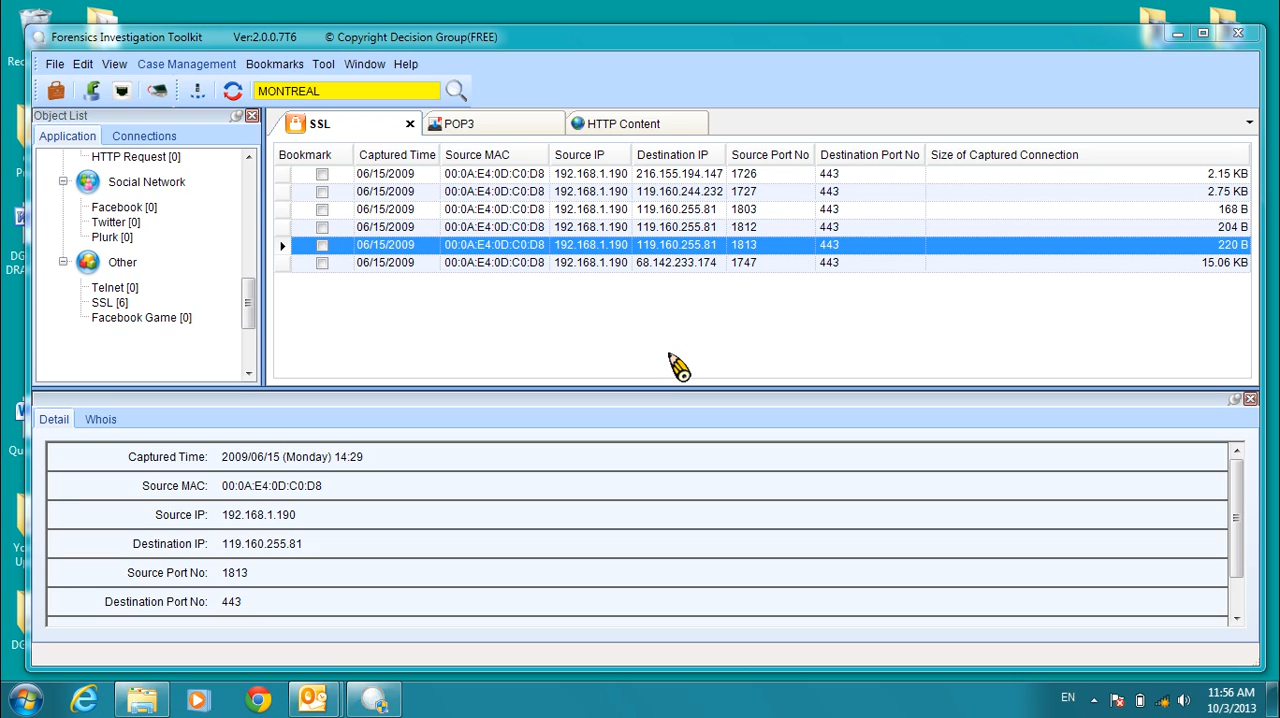 Forensics Investigation Toolkit Ver:2.0.0.7T6 © Copyright Decision Group(FREE)
File Edit View Case Management Bookmarks Tool Window Help
MONTREAL
Object List
Application Connections
HTTP Request [0]
Social Network
Facebook [0]
Twitter [0]
Plurk [0]
Other
Telnet [0]
SSL [6]
Facebook Game [0]
SSL POP3 HTTP Content
Bookmark Captured Time Source MAC Source IP Destination IP Source Port No Destination Port No Size of Captured Connection
06/15/2009 00:0A:E4:0D:C0:D8 192.168.1.190 216.155.194.147 1726 443 2.15 KB
06/15/2009 00:0A:E4:0D:C0:D8 192.168.1.190 119.160.244.232 1727 443 2.75 KB
06/15/2009 00:0A:E4:0D:C0:D8 192.168.1.190 119.160.255.81 1803 443 168 B
06/15/2009 00:0A:E4:0D:C0:D8 192.168.1.190 119.160.255.81 1812 443 204 B
06/15/2009 00:0A:E4:0D:C0:D8 192.168.1.190 119.160.255.81 1813 443 220 B
06/15/2009 00:0A:E4:0D:C0:D8 192.168.1.190 68.142.233.174 1747 443 15.06 KB
Detail Whois
Captured Time: 2009/06/15 (Monday) 14:29
Source MAC: 00:0A:E4:0D:C0:D8
Source IP: 192.168.1.190
Destination IP: 119.160.255.81
Source Port No: 1813
Destination Port No: 443
EN
11:56 AM
10/3/2013